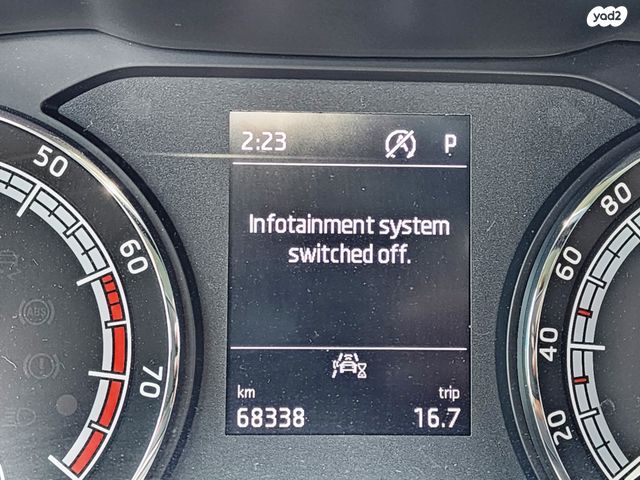 yad2
2:23 P
Infotainment system
switched off.
km trip
68338 16.7
50
60
70
80
60
40
20
ABS